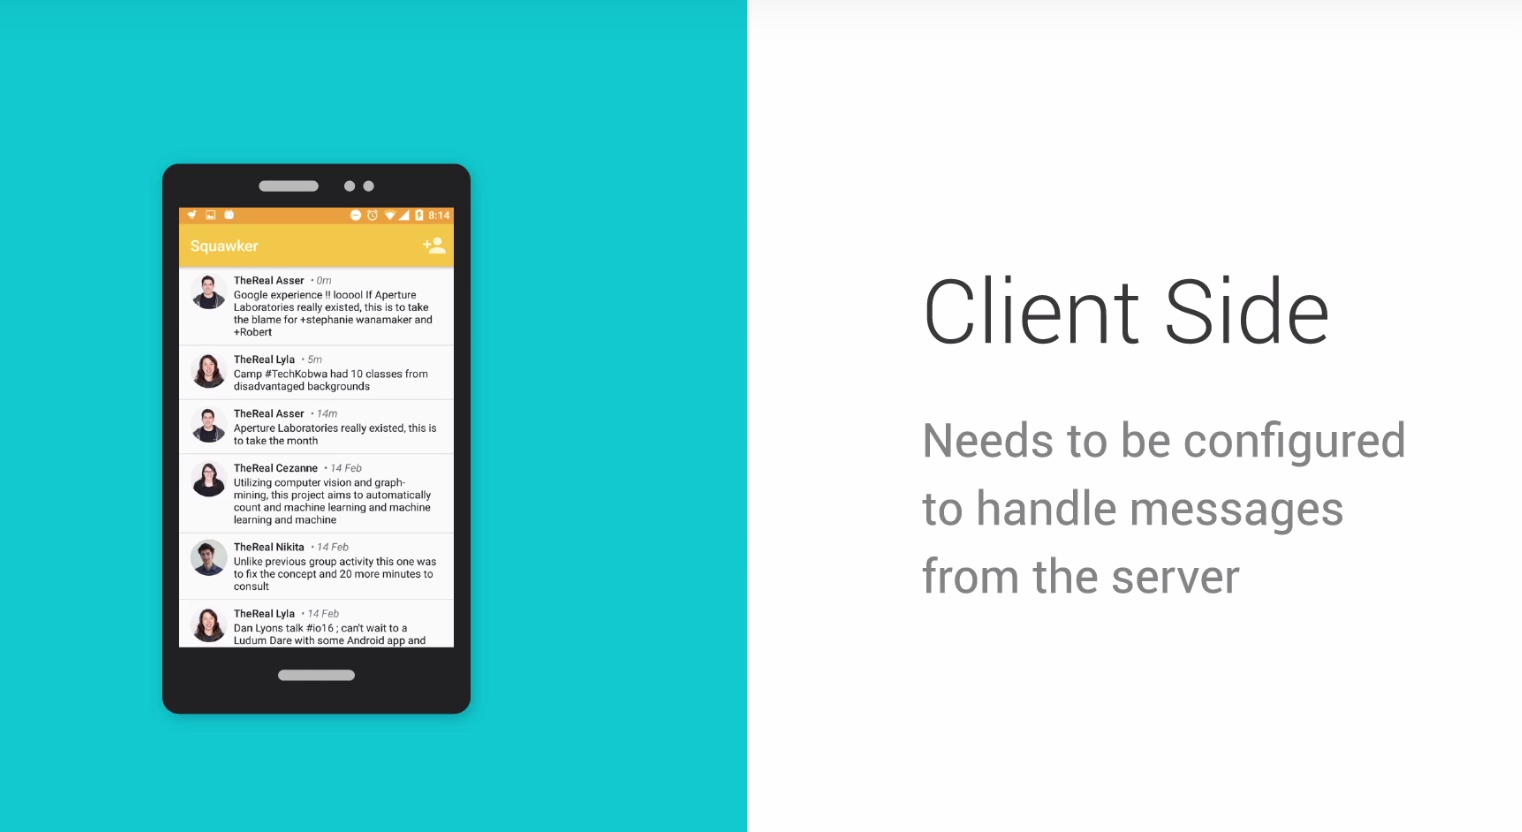 8:14
Squawker
TheReal Asser • 0m
Google experience !! looool If Aperture
Laboratories really existed, this is to take
the blame for +stephanie wanamaker and
+Robert
TheReal Lyla • 5m
Camp #TechKobwa had 10 classes from
disadvantaged backgrounds
TheReal Asser • 14m
Aperture Laboratories really existed, this is
to take the month
TheReal Cezanne • 14 Feb
Utilizing computer vision and graph-
mining, this project aims to automatically
count and machine learning and machine
learning and machine
TheReal Nikita • 14 Feb
Unlike previous group activity this one was
to fix the concept and 20 more minutes to
consult
TheReal Lyla • 14 Feb
Dan Lyons talk #io16 ; can't wait to a
Ludum Dare with some Android app and
Client Side
Needs to be configured
to handle messages
from the server